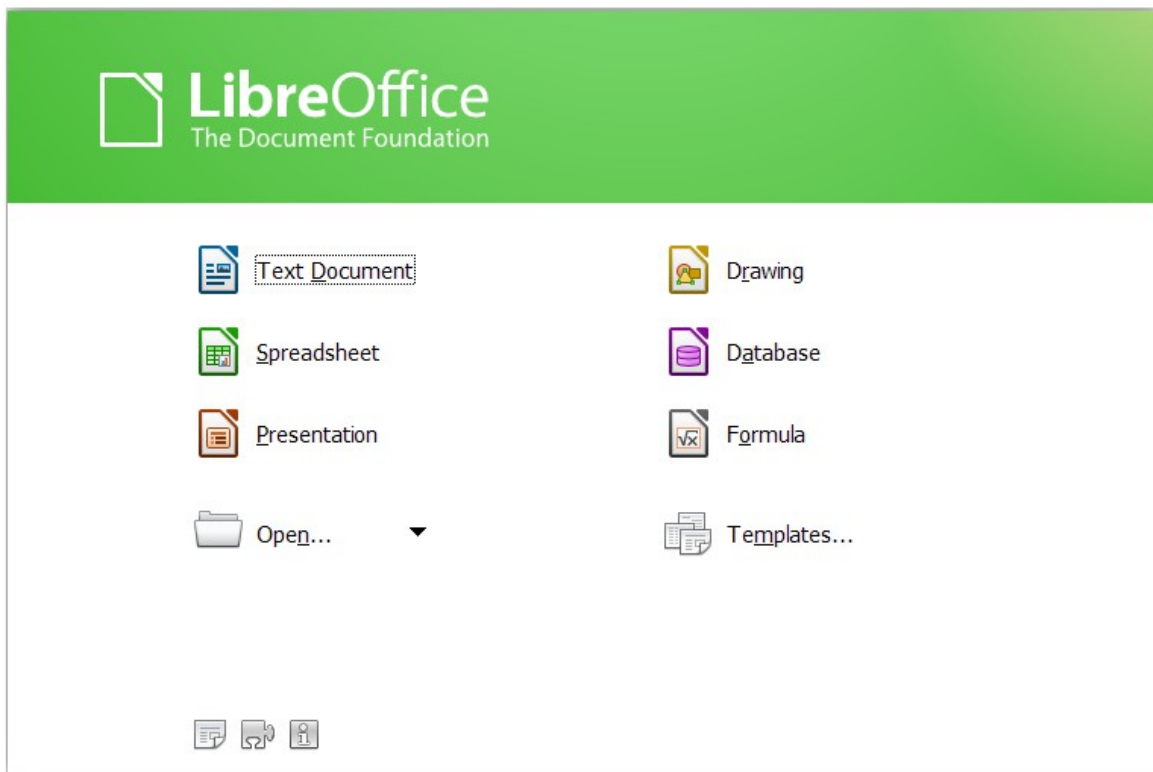 LibreOffice
The Document Foundation
Text Document
Drawing
Spreadsheet
Database
Presentation
Formula
Open...
Templates...